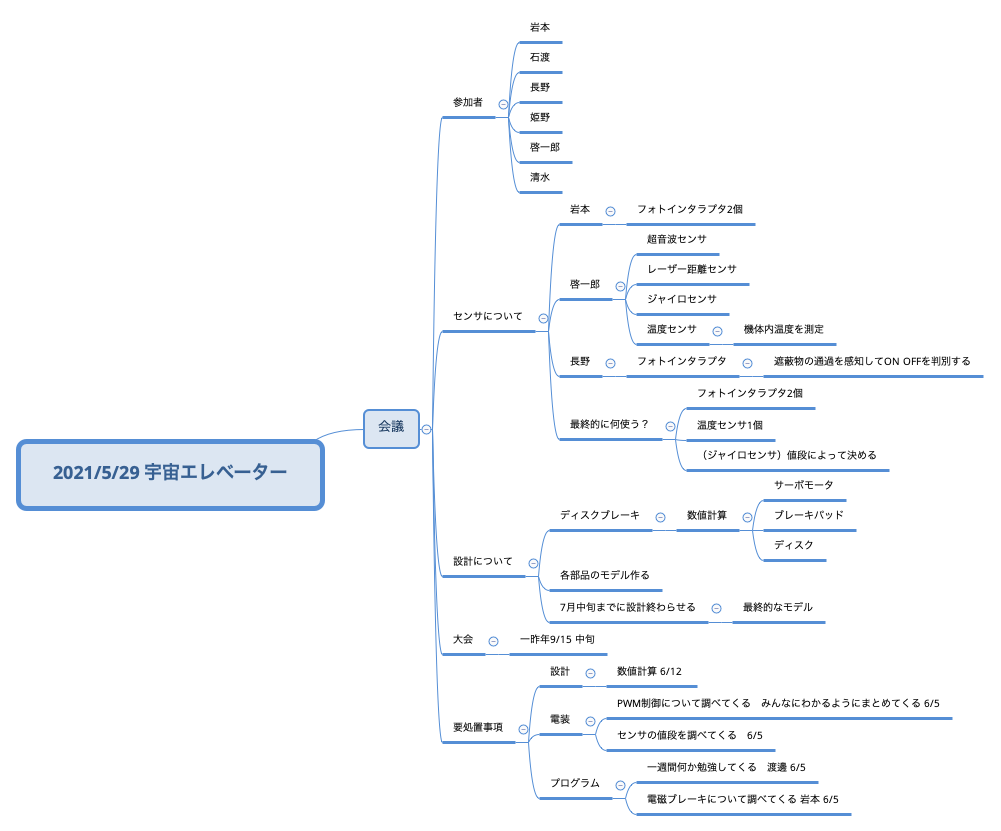 2021/5/29 宇宙エレベーター
会議
参加者
岩本
石渡
長野
姫野
啓一郎
清水
センサについて
岩本
フォトインタラプタ2個
啓一郎
超音波センサ
レーザー距離センサ
ジャイロセンサ
温度センサ
機体内温度を測定
長野
フォトインタラプタ
遮蔽物の通過を感知してON OFFを判別する
最終的に何使う？
フォトインタラプタ2個
温度センサ1個
（ジャイロセンサ）値段によって決める
設計について
ディスクブレーキ
数値計算
サーボモータ
ブレーキパッド
ディスク
各部品のモデル作る
7月中旬までに設計終わらせる
最終的なモデル
大会
一昨年9/15 中旬
要処置事項
設計
数値計算 6/12
電装
PWM制御について調べてくる　みんなにわかるようにまとめてくる 6/5
センサの値段を調べてくる　6/5
プログラム
一週間何か勉強してくる　渡邊 6/5
電磁ブレーキについて調べてくる 岩本 6/5